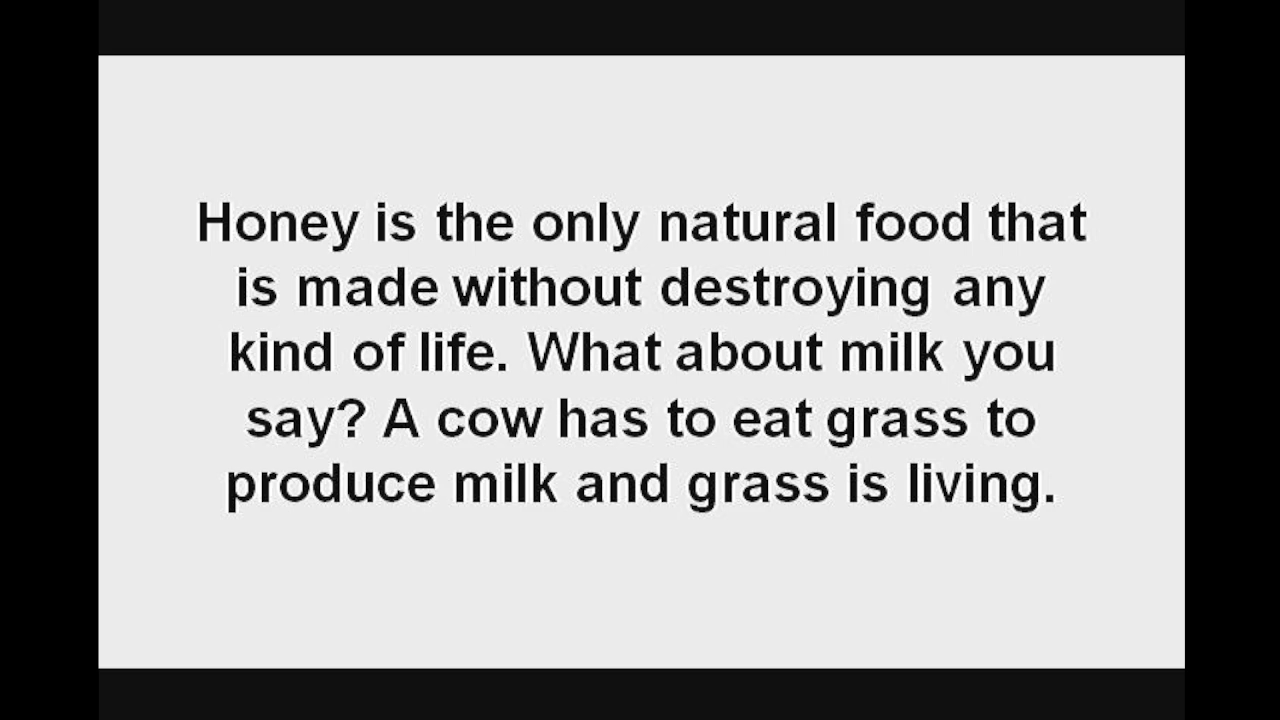 Honey is the only natural food that
is made without destroying any
kind of life. What about milk you
say? A cow has to eat grass to
produce milk and grass is living.